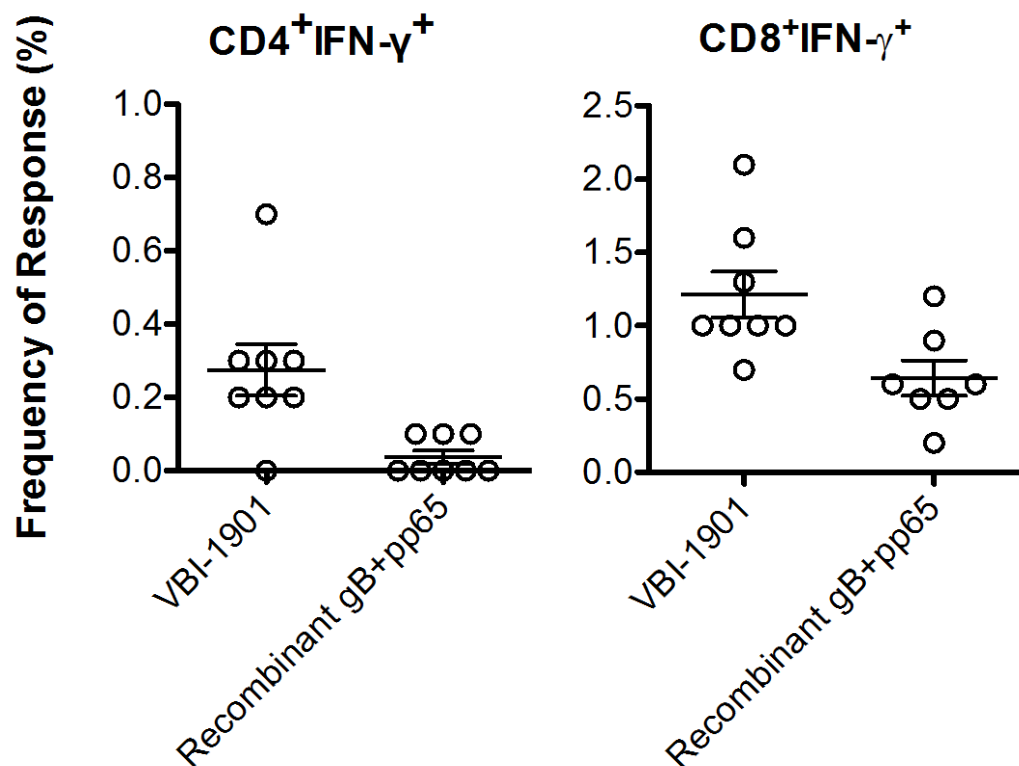 Frequency of Response (%)
CD4⁺IFN-γ⁺
1.0
0.8
0.6
0.4
0.2
0.0
VBI-1901
Recombinant gB+pp65
CD8⁺IFN-γ⁺
2.5
2.0
1.5
1.0
0.5
0.0
VBI-1901
Recombinant gB+pp65